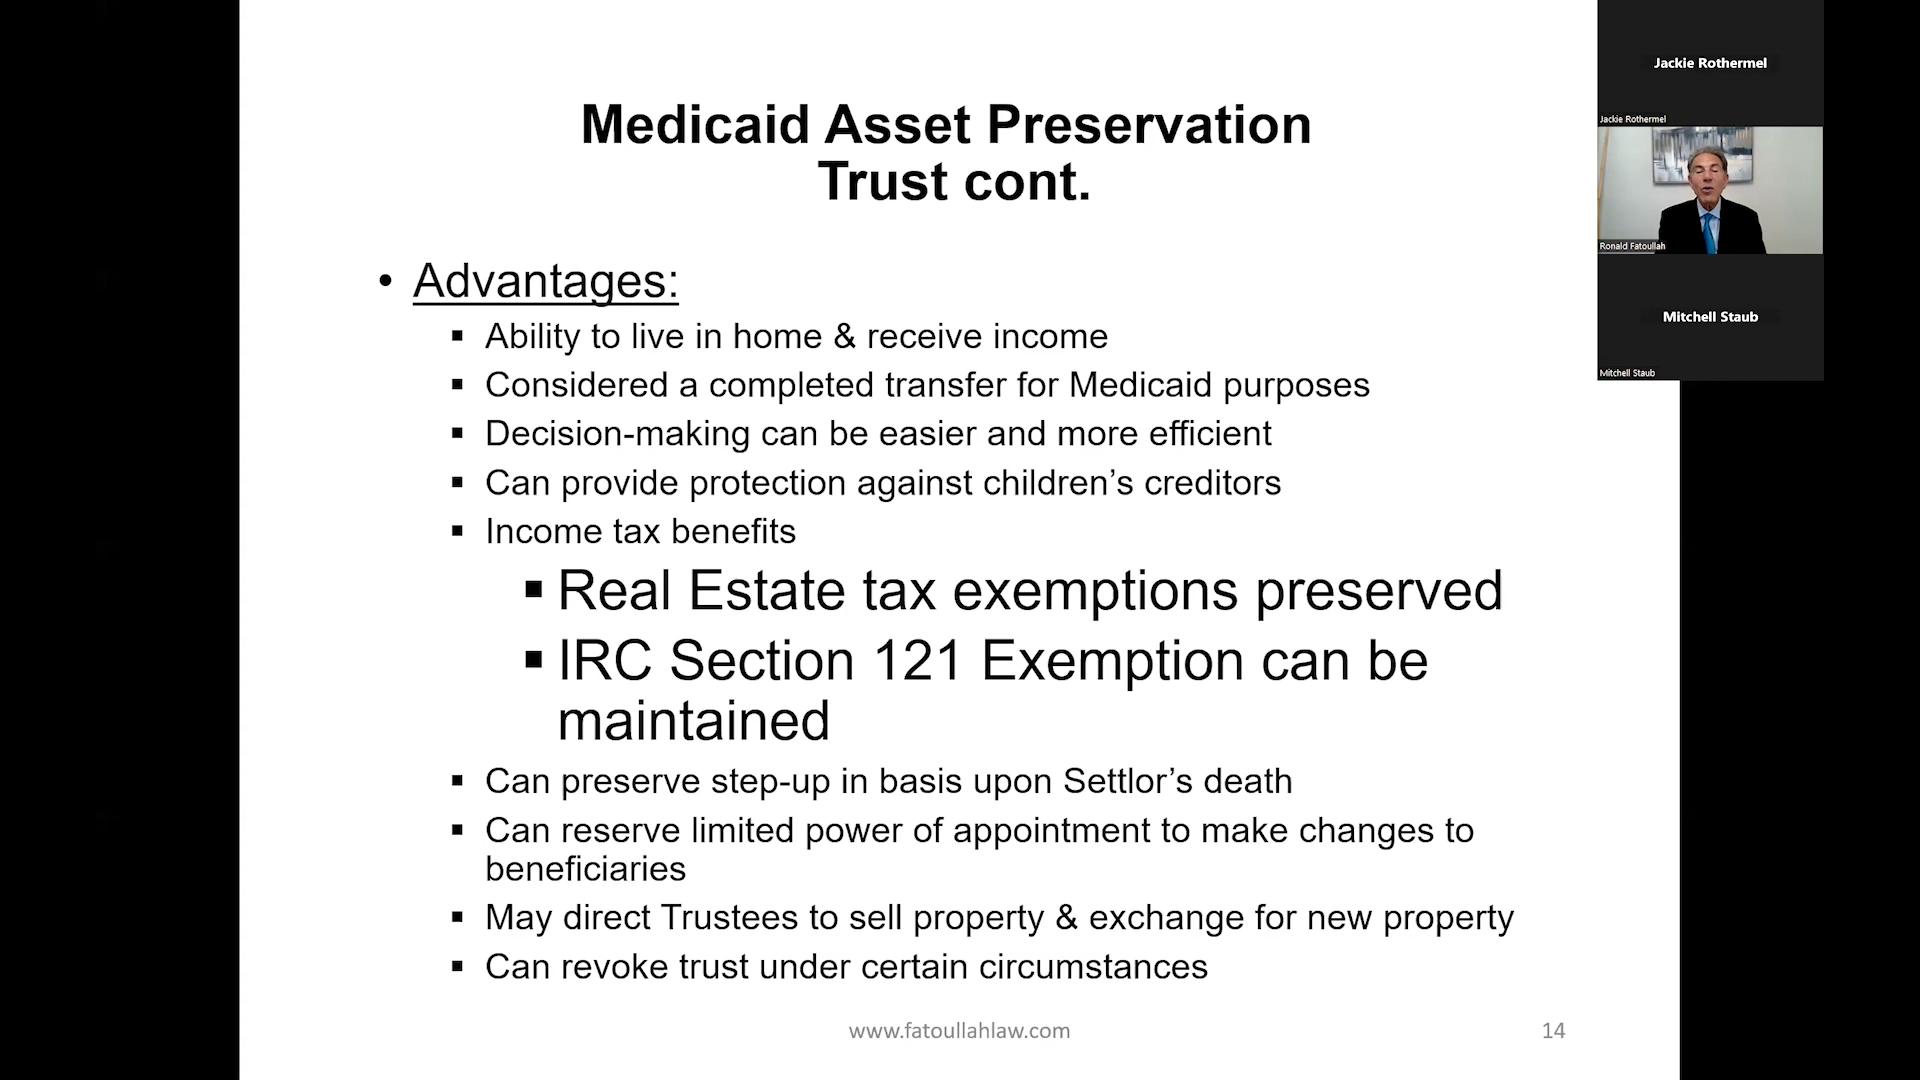 Medicaid Asset Preservation
Trust cont.
• Advantages:
▪ Ability to live in home & receive income
▪ Considered a completed transfer for Medicaid purposes
▪ Decision-making can be easier and more efficient
▪ Can provide protection against children’s creditors
▪ Income tax benefits
▪ Real Estate tax exemptions preserved
▪ IRC Section 121 Exemption can be
maintained
▪ Can preserve step-up in basis upon Settlor’s death
▪ Can reserve limited power of appointment to make changes to
beneficiaries
▪ May direct Trustees to sell property & exchange for new property
▪ Can revoke trust under certain circumstances
www.fatoullahlaw.com
14
Jackie Rothermel
Jackie Rothermel
Ronald Fatoullah
Mitchell Staub
Mitchell Staub